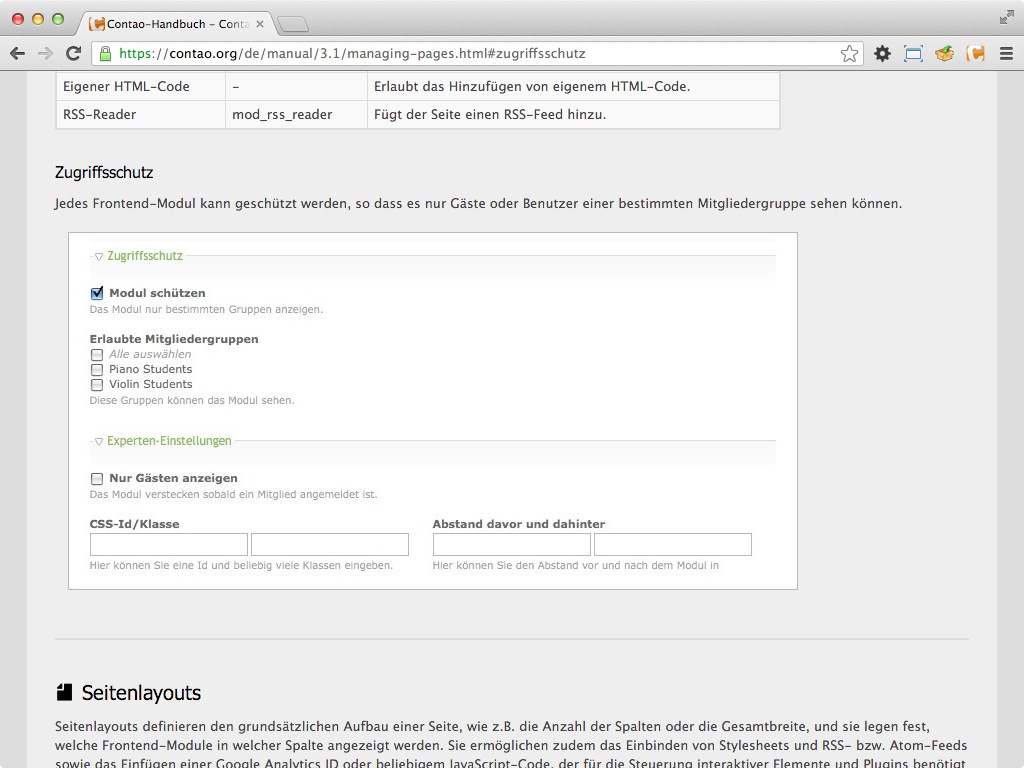 Contao-Handbuch – Conta
https://contao.org/de/manual/3.1/managing-pages.html#zugriffsschutz
Eigener HTML-Code – Erlaubt das Hinzufügen von eigenem HTML-Code.
RSS-Reader mod_rss_reader Fügt der Seite einen RSS-Feed hinzu.
Zugriffsschutz
Jedes Frontend-Modul kann geschützt werden, so dass es nur Gäste oder Benutzer einer bestimmten Mitgliedergruppe sehen können.
Zugriffsschutz
Modul schützen
Das Modul nur bestimmten Gruppen anzeigen.
Erlaubte Mitgliedergruppen
Alle auswählen
Piano Students
Violin Students
Diese Gruppen können das Modul sehen.
Experten-Einstellungen
Nur Gästen anzeigen
Das Modul verstecken sobald ein Mitglied angemeldet ist.
CSS-Id/Klasse Abstand davor und dahinter
Hier können Sie eine Id und beliebig viele Klassen eingeben. Hier können Sie den Abstand vor und nach dem Modul in
Seitenlayouts
Seitenlayouts definieren den grundsätzlichen Aufbau einer Seite, wie z.B. die Anzahl der Spalten oder die Gesamtbreite, und sie legen fest,
welche Frontend-Module in welcher Spalte angezeigt werden. Sie ermöglichen zudem das Einbinden von Stylesheets und RSS- bzw. Atom-Feeds
sowie das Einfügen einer Google Analytics ID oder beliebigem JavaScript-Code, der für die Steuerung interaktiver Elemente und Plugins benötigt